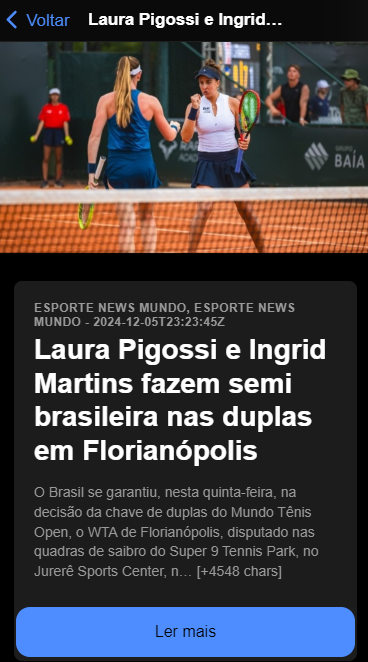 Voltar
Laura Pigossi e Ingrid…
GRUPO
BAÍA
ESPORTE NEWS MUNDO, ESPORTE NEWS
MUNDO - 2024-12-05T23:23:45Z
Laura Pigossi e Ingrid
Martins fazem semi
brasileira nas duplas
em Florianópolis
O Brasil se garantiu, nesta quinta-feira, na
decisão da chave de duplas do Mundo Tênis
Open, o WTA de Florianópolis, disputado nas
quadras de saibro do Super 9 Tennis Park, no
Jurerê Sports Center, n… [+4548 chars]
Ler mais